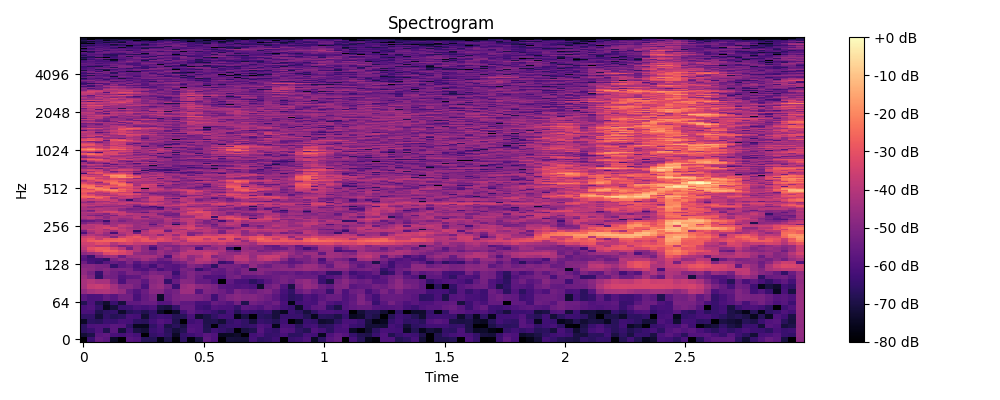 Spectrogram
Hz
4096
2048
1024
512
256
128
64
0
0
0.5
1
1.5
2
2.5
Time
+0 dB
-10 dB
-20 dB
-30 dB
-40 dB
-50 dB
-60 dB
-70 dB
-80 dB